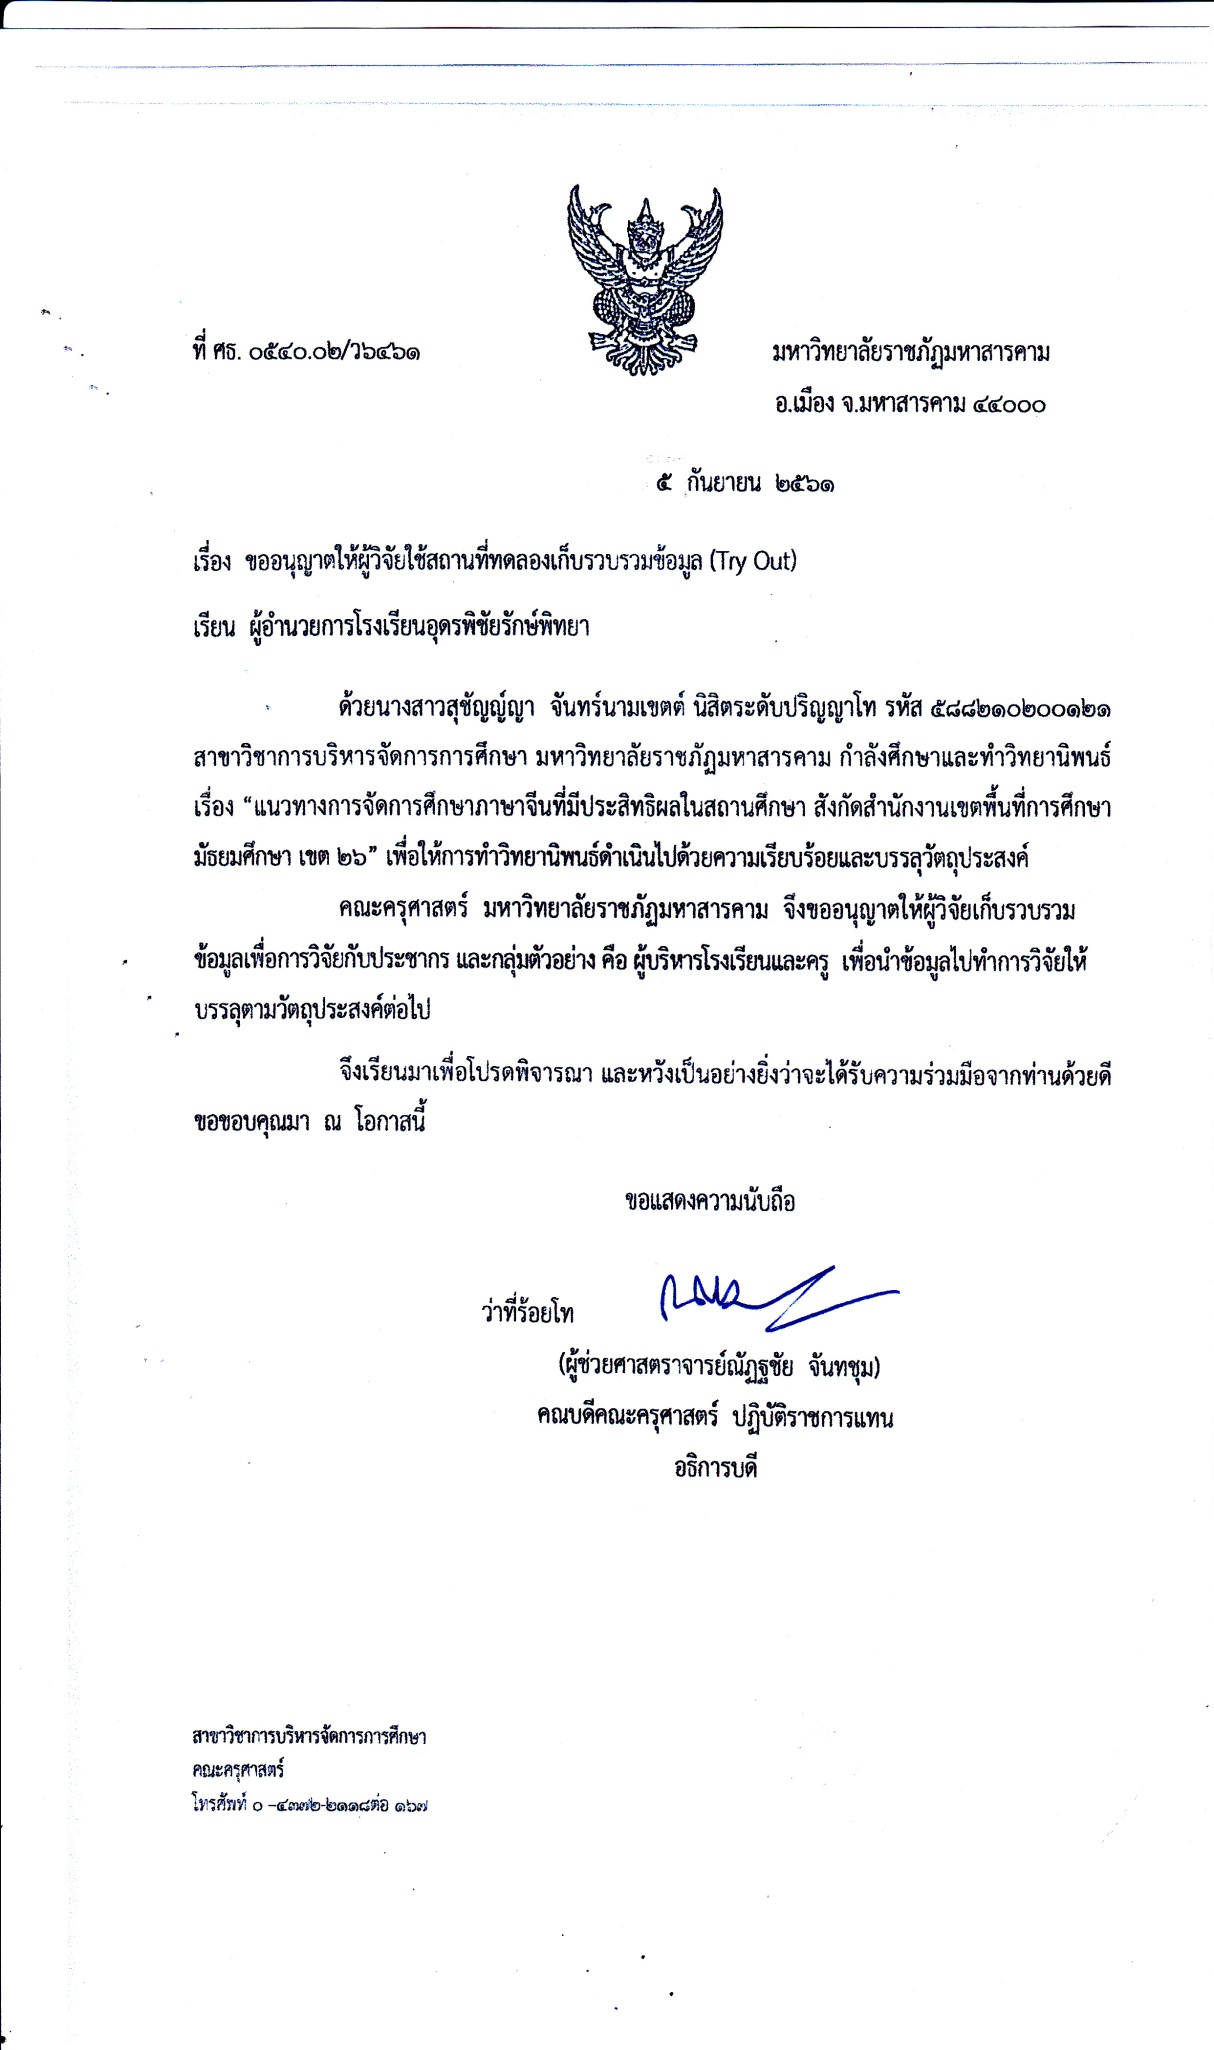 ที่ ศธ. ๐๕๔๐.๐๒/ว๖๔๖๑
มหาวิทยาลัยราชภัฏมหาสารคาม
อ.เมือง จ.มหาสารคาม ๔๔๐๐๐
๕ กันยายน ๒๕๖๑
เรื่อง ขออนุญาตให้ผู้วิจัยใช้สถานที่ทดลองเก็บรวบรวมข้อมูล (Try Out)
เรียน ผู้อำนวยการโรงเรียนอุดรพิชัยรักษ์พิทยา
ด้วยนางสาวสุชัญญ์ญา จันทร์นามเขตต์ นิสิตระดับปริญญาโท รหัส ๕๘๘๒๑๐๒๐๐๑๒๑
สาขาวิชาการบริหารจัดการการศึกษา มหาวิทยาลัยราชภัฏมหาสารคาม กำลังศึกษาและทำวิทยานิพนธ์
เรื่อง “แนวทางการจัดการศึกษาภาษาจีนที่มีประสิทธิผลในสถานศึกษา สังกัดสำนักงานเขตพื้นที่การศึกษา
มัธยมศึกษา เขต ๒๖” เพื่อให้การทำวิทยานิพนธ์ดำเนินไปด้วยความเรียบร้อยและบรรลุวัตถุประสงค์
คณะครุศาสตร์ มหาวิทยาลัยราชภัฏมหาสารคาม จึงขออนุญาตให้ผู้วิจัยเก็บรวบรวม
ข้อมูลเพื่อการวิจัยกับประชากร และกลุ่มตัวอย่าง คือ ผู้บริหารโรงเรียนและครู เพื่อนำข้อมูลไปทำการวิจัยให้
บรรลุตามวัตถุประสงค์ต่อไป
จึงเรียนมาเพื่อโปรดพิจารณา และหวังเป็นอย่างยิ่งว่าจะได้รับความร่วมมือจากท่านด้วยดี
ขอขอบคุณมา ณ โอกาสนี้
ขอแสดงความนับถือ
ว่าที่ร้อยโท
(ผู้ช่วยศาสตราจารย์ณัฏฐชัย จันทชุม)
คณบดีคณะครุศาสตร์ ปฏิบัติราชการแทน
อธิการบดี
สาขาวิชาการบริหารจัดการการศึกษา
คณะครุศาสตร์
โทรศัพท์ ๐ –๔๓๗๒-๒๑๑๘ต่อ ๑๖๗